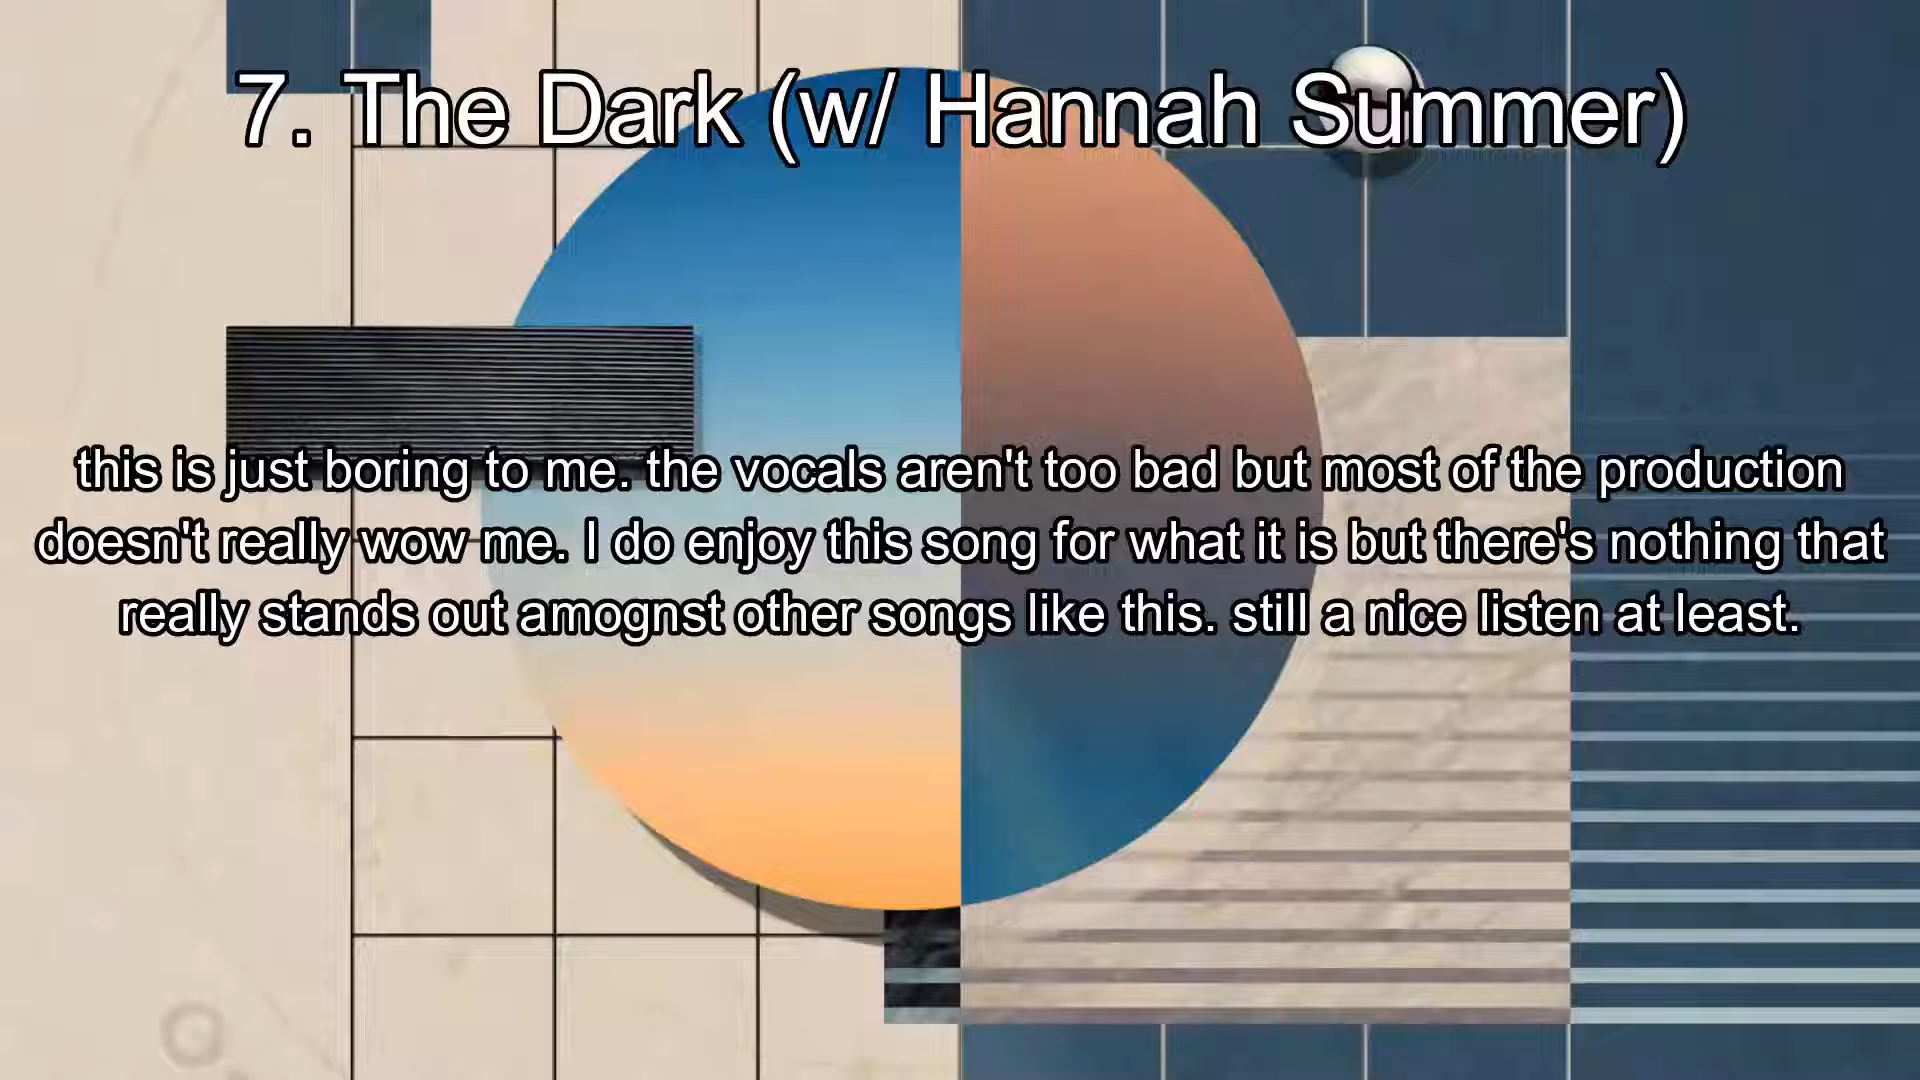 7. The Dark (w/ Hannah Summer)
this is just boring to me. the vocals aren't too bad but most of the production
doesn't really wow me. I do enjoy this song for what it is but there's nothing that
really stands out amognst other songs like this. still a nice listen at least.